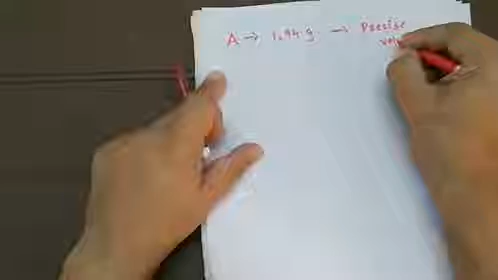 A → 1.94 g → Precise